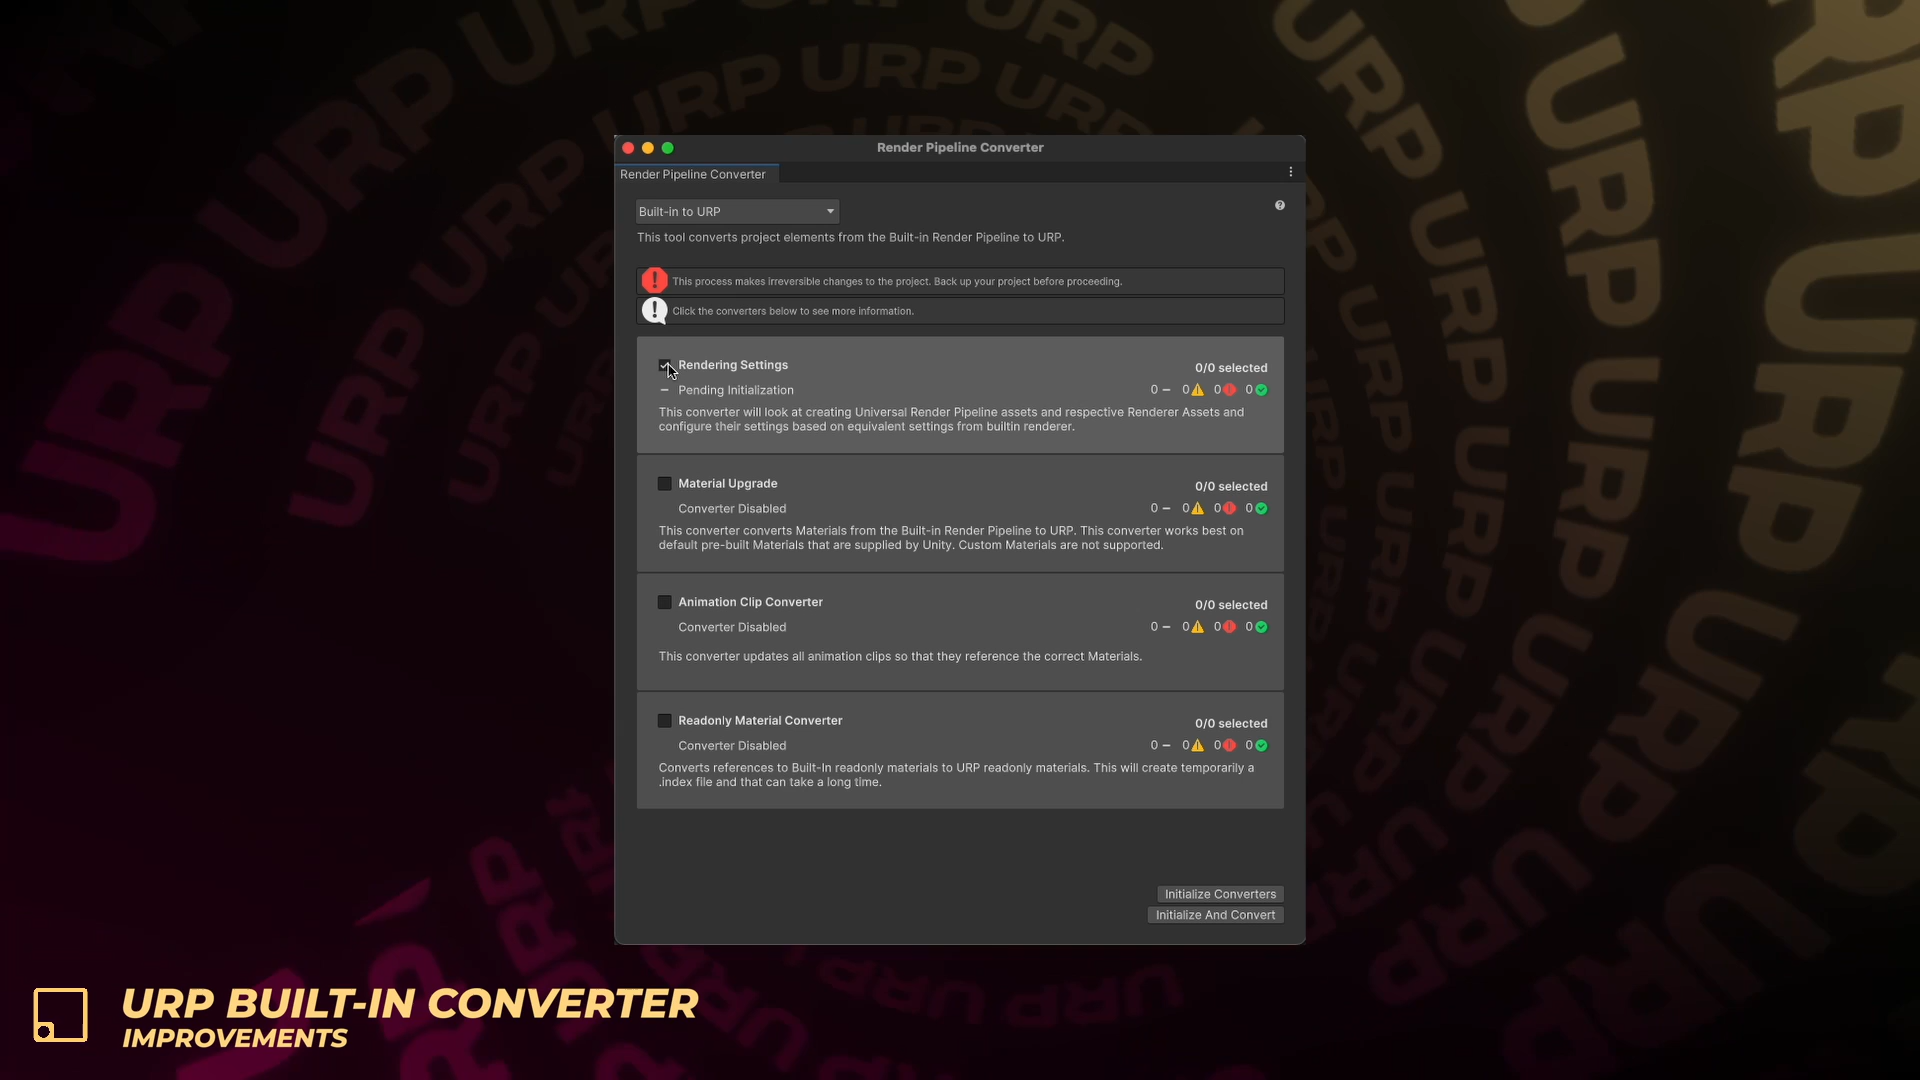 URP URP URP URP URP URP URP
Render Pipeline Converter
Render Pipeline Converter
Built-in to URP
This tool converts project elements from the Built-in Render Pipeline to URP.
This process makes irreversible changes to the project. Back up your project before proceeding.
Click the converters below to see more information.
Rendering Settings
0/0 selected
Pending Initialization
0 0 0 0
This converter will look at creating Universal Render Pipeline assets and respective Renderer Assets and
configure their settings based on equivalent settings from builtin renderer.
Material Upgrade
0/0 selected
Converter Disabled
0 0 0 0
This converter converts Materials from the Built-in Render Pipeline to URP. This converter works best on
default pre-built Materials that are supplied by Unity. Custom Materials are not supported.
Animation Clip Converter
0/0 selected
Converter Disabled
0 0 0 0
This converter updates all animation clips so that they reference the correct Materials.
Readonly Material Converter
0/0 selected
Converter Disabled
0 0 0 0
Converts references to Built-In readonly materials to URP readonly materials. This will create temporarily a
.index file and that can take a long time.
Initialize Converters
Initialize And Convert
URP BUILT-IN CONVERTER
IMPROVEMENTS